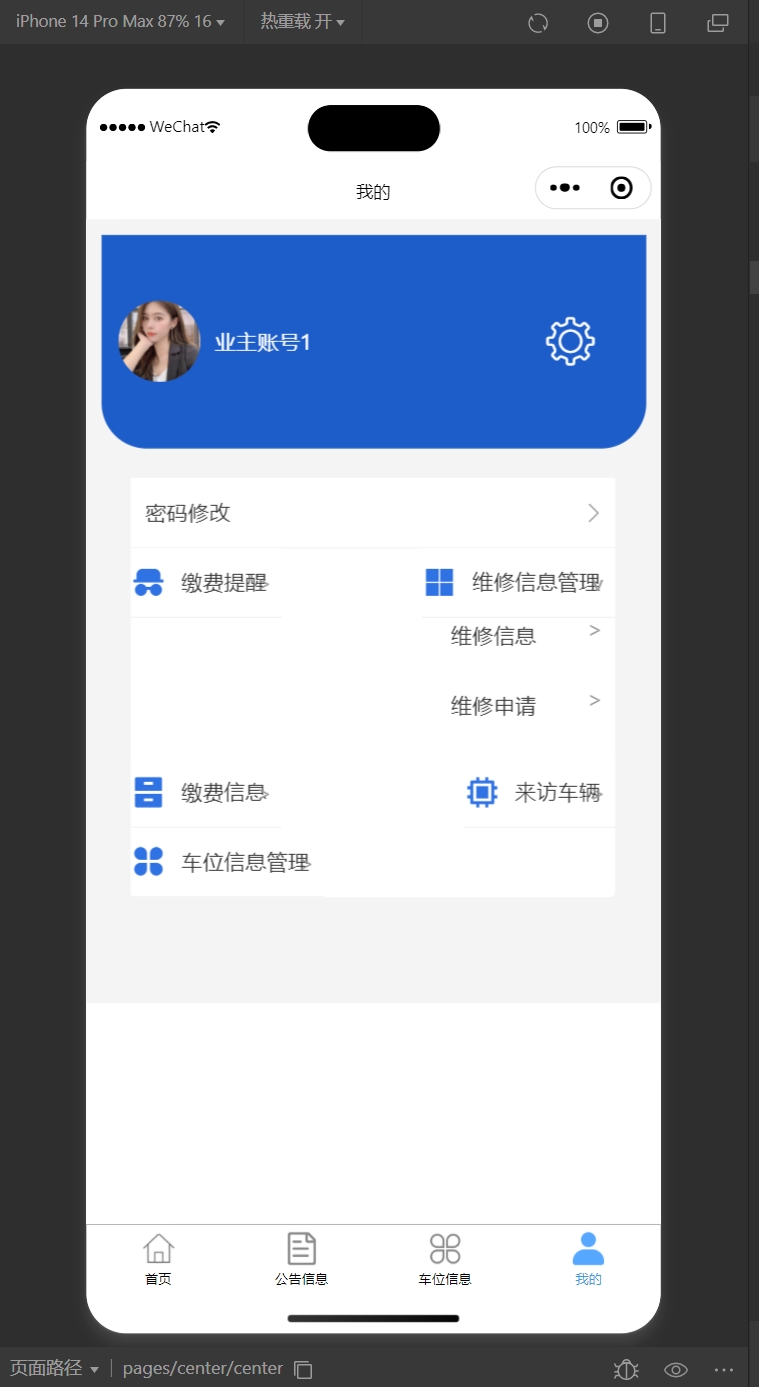 iPhone 14 Pro Max 87% 16 热重载 开
WeChat 100%
我的
业主账号1
密码修改
缴费提醒> 维修信息管理
维修信息 >
维修申请 >
缴费信息> 来访车辆>
车位信息管理>
首页 公告信息 车位信息 我的
页面路径 pages/center/center